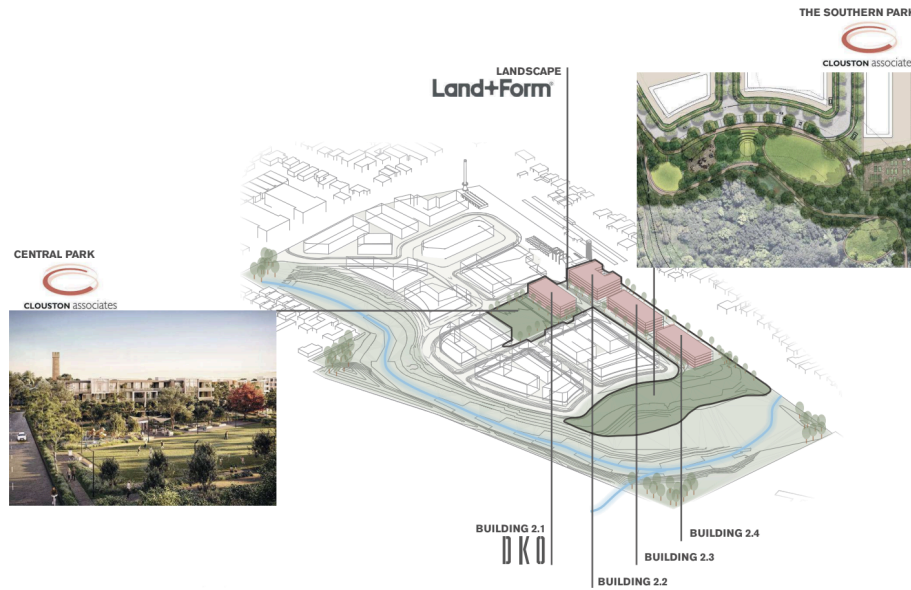 THE SOUTHERN PARK
CLOUSTON associates
LANDSCAPE
Land+Form
CENTRAL PARK
CLOUSTON associates
BUILDING 2.1
DKO
BUILDING 2.4
BUILDING 2.3
BUILDING 2.2